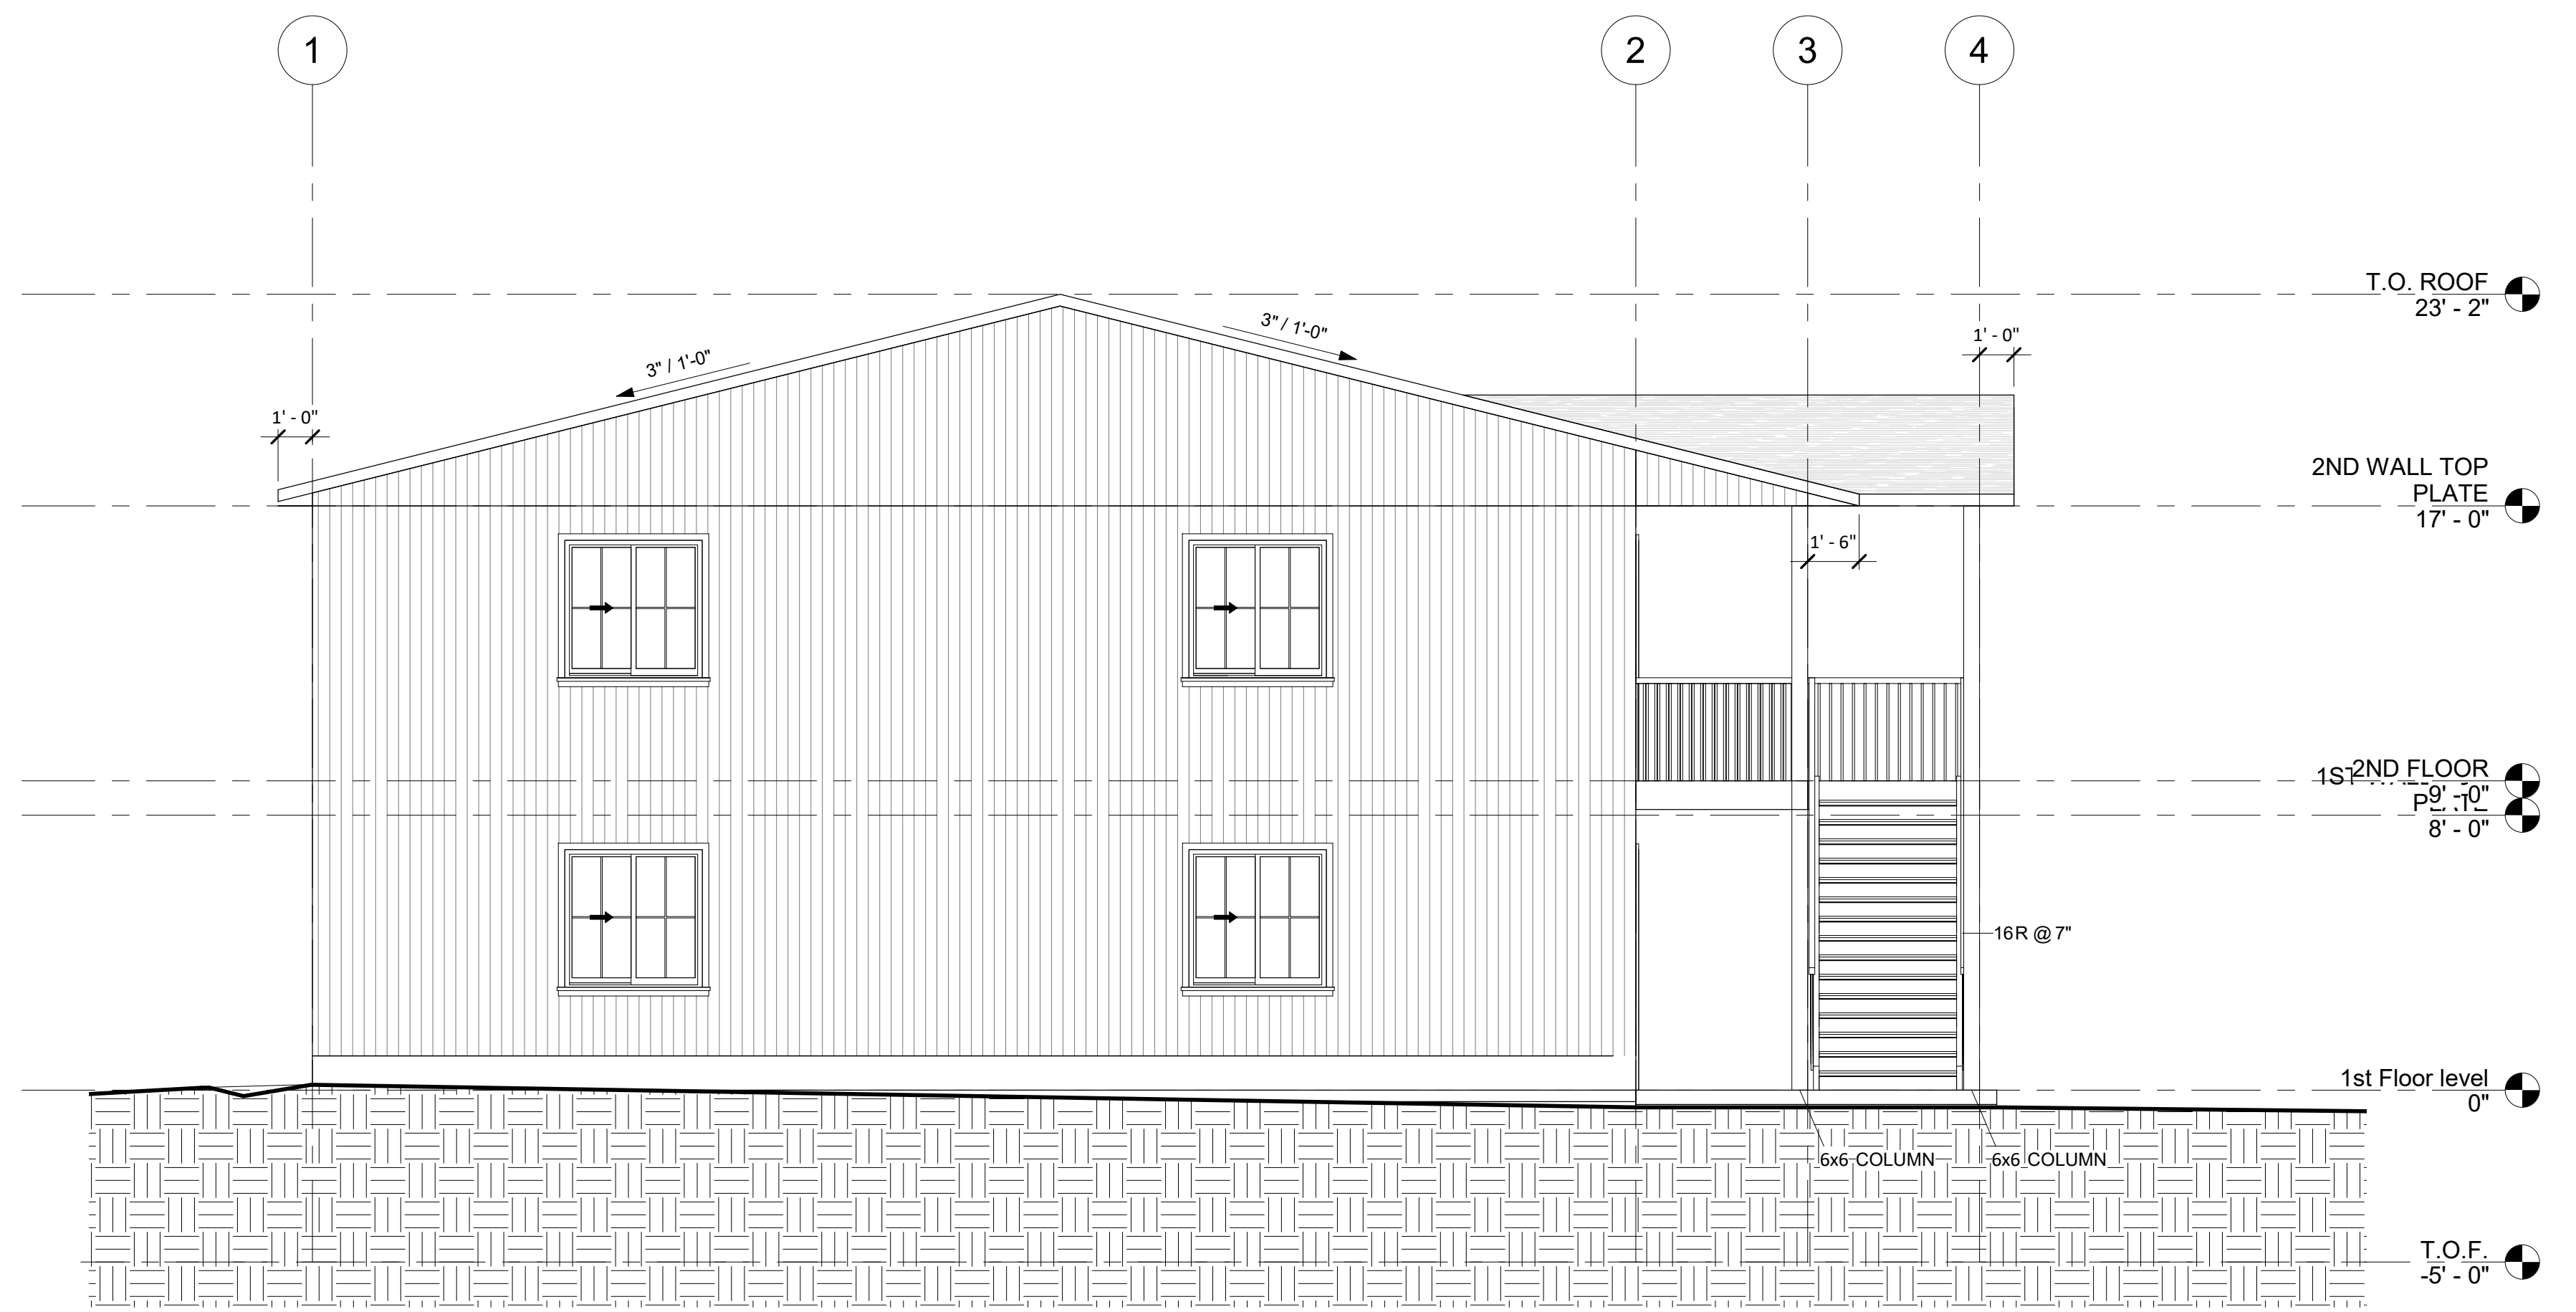 1
2
3
4
T.O. ROOF
23' - 2"
3" / 1'-0"
3" / 1'-0"
1' - 0"
1' - 0"
2ND WALL TOP
PLATE
17' - 0"
1' - 6"
2ND FLOOR
9' - 0"
1ST
8' - 0"
16R @ 7"
1st Floor level
0"
6x6 COLUMN
6x6 COLUMN
T.O.F.
-5' - 0"